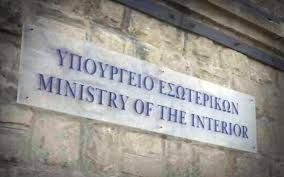 ΥΠΟΥΡΓΕΙΟ ΕΣΩΤΕΡΙΚΩΝ
MINISTRY OF THE INTERIOR